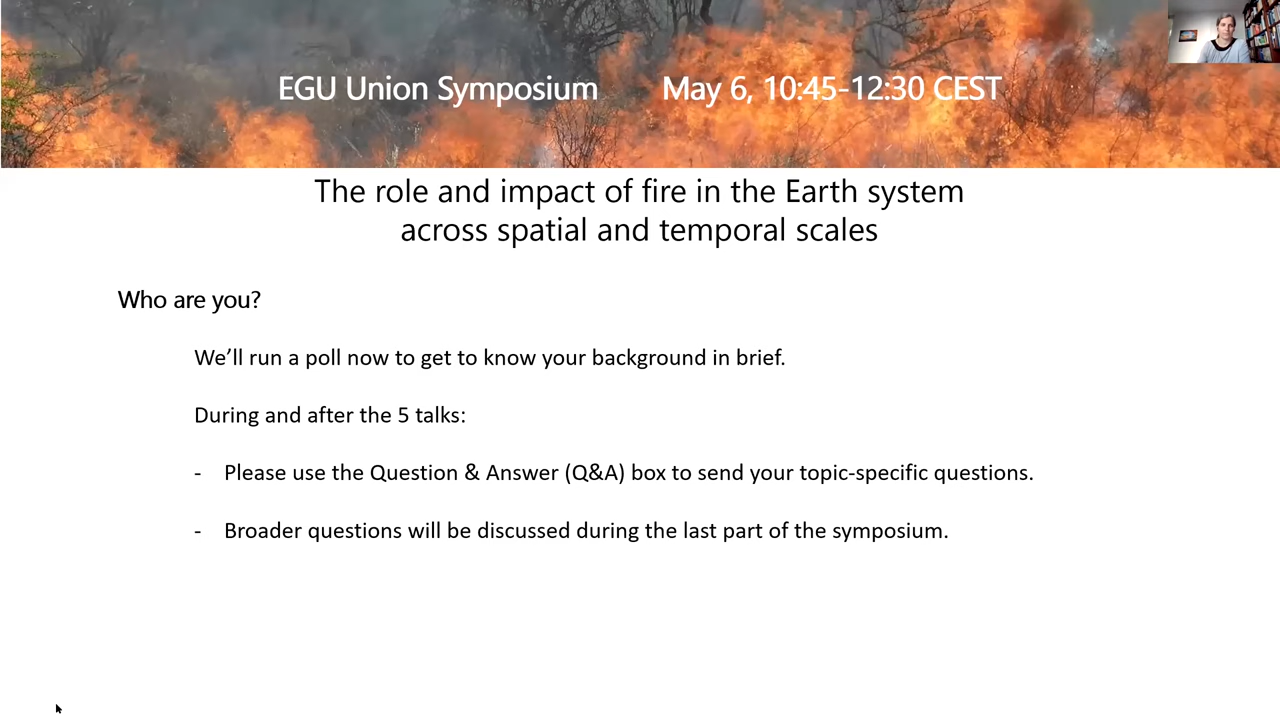 EGU Union Symposium May 6, 10:45-12:30 CEST
The role and impact of fire in the Earth system
across spatial and temporal scales
Who are you?
We’ll run a poll now to get to know your background in brief.
During and after the 5 talks:
- Please use the Question & Answer (Q&A) box to send your topic-specific questions.
- Broader questions will be discussed during the last part of the symposium.